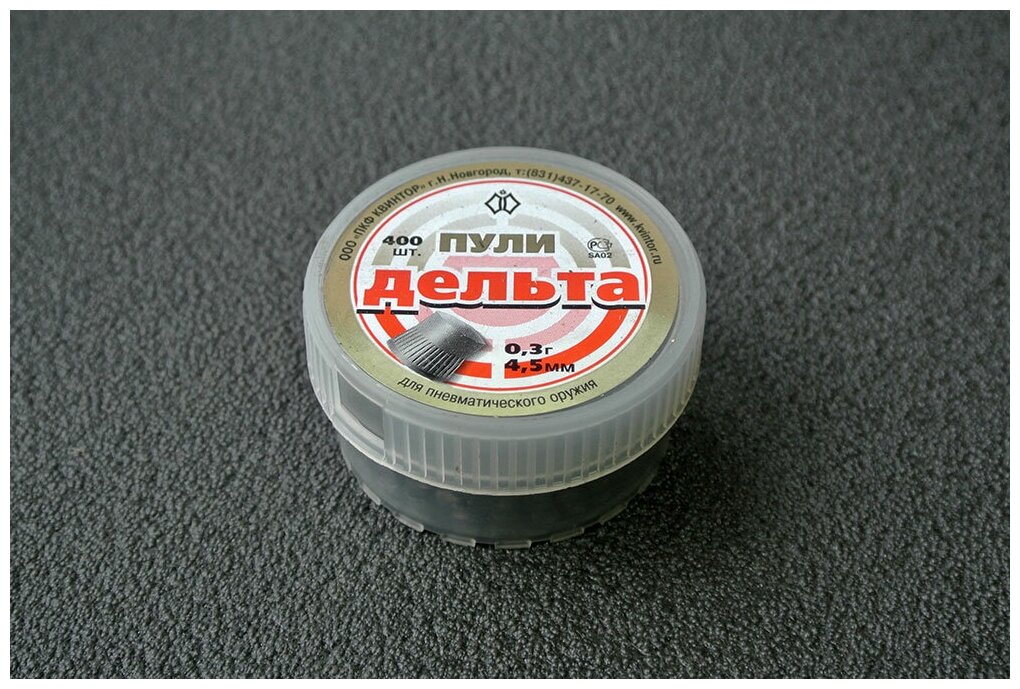 ООО «ПКФ КВИНТОР» г.Н.Новгород, т:(831)437-17-70 www.kvintor.ru
400 шт.
ПУЛИ
РС
SA02
дельта
0,3г
4,5мм
для пневматического оружия